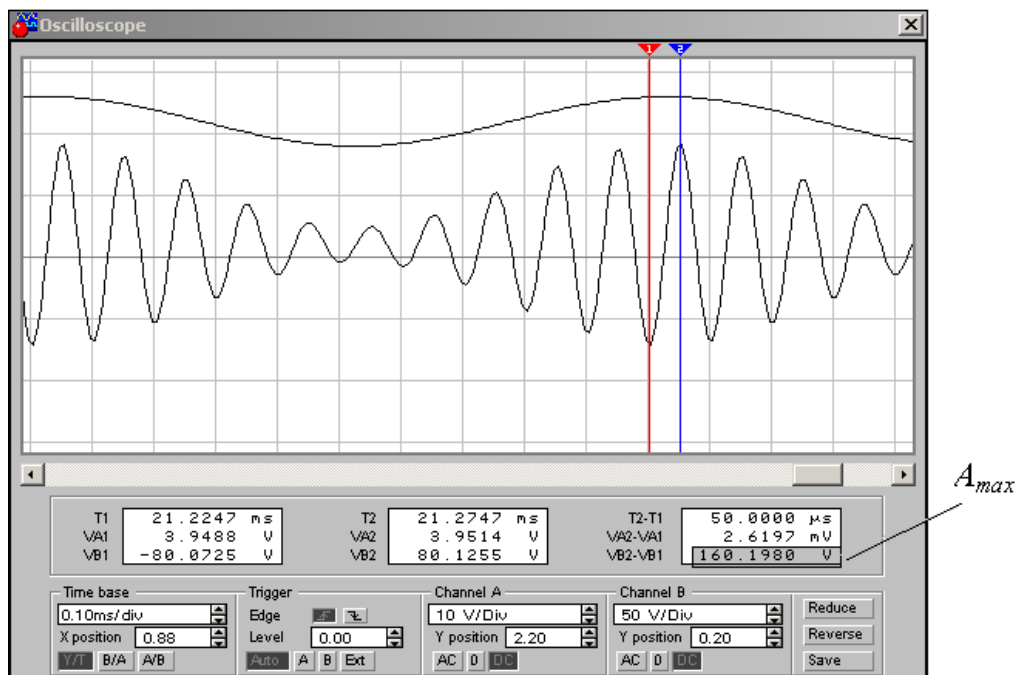 Oscilloscope
1 2
A max
T1 21.2247 ms
VA1 3.9488 V
VB1 -80.0725 V
T2 21.2747 ms
VA2 3.9514 V
VB2 80.1255 V
T2-T1 50.0000 µs
VA2-VA1 2.6197 mV
VB2-VB1 160.1980 V
Time base
0.10ms/div
X position 0.88
Y/T B/A A/B
Trigger
Edge
Level 0.00
Auto A B Ext
Channel A
10 V/Div
Y position 2.20
AC 0 DC
Channel B
50 V/Div
Y position 0.20
AC 0 DC
Reduce
Reverse
Save